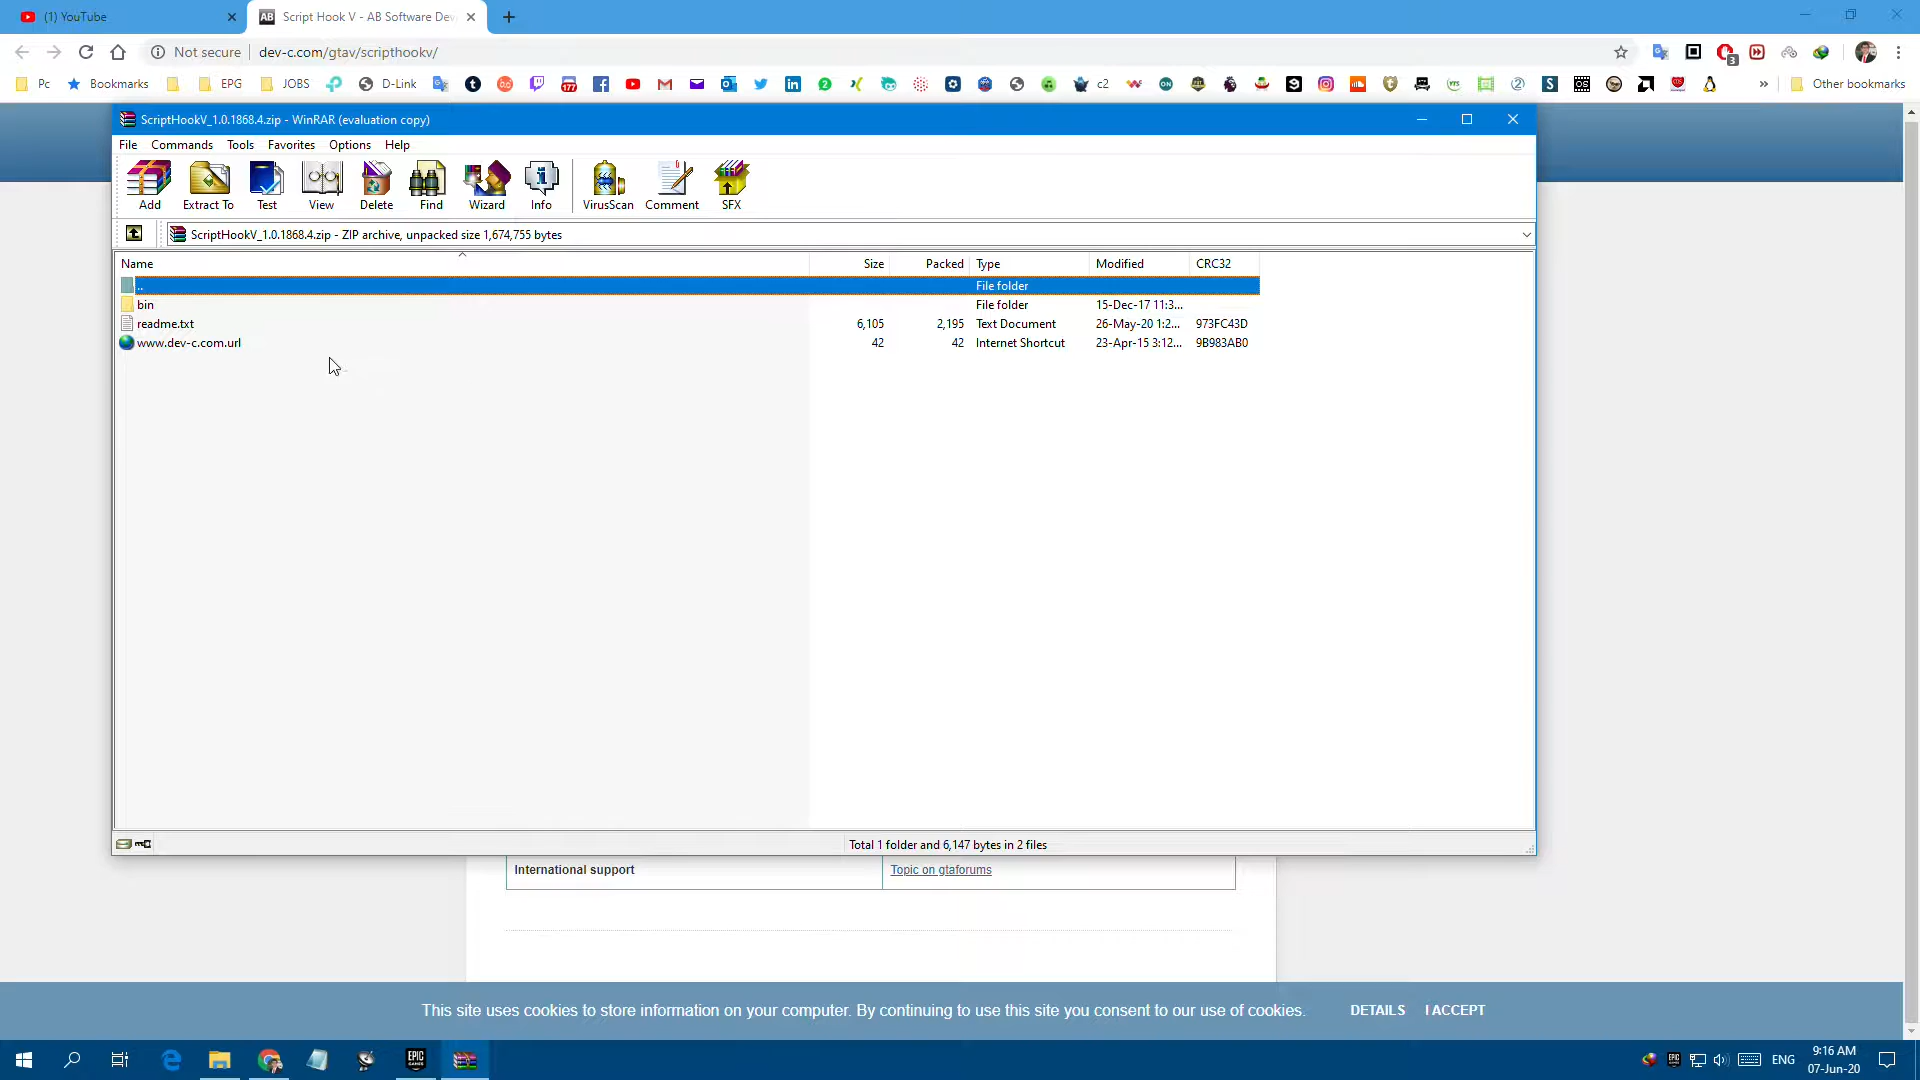 (1) YouTube
Script Hook V - AB Software Dev
Not secure dev-c.com/gtav/scripthookv/
Pc Bookmarks EPG JOBS D-Link c2 » Other bookmarks
ScriptHookV_1.0.1868.4.zip - WinRAR (evaluation copy)
File Commands Tools Favorites Options Help
Add Extract To Test View Delete Find Wizard Info VirusScan Comment SFX
ScriptHookV_1.0.1868.4.zip - ZIP archive, unpacked size 1,674,755 bytes
Name Size Packed Type Modified CRC32
.. File folder
bin File folder 15-Dec-17 11:3...
readme.txt 6,105 2,195 Text Document 26-May-20 1:2... 973FC43D
www.dev-c.com.url 42 42 Internet Shortcut 23-Apr-15 3:12... 9B983AB0
Total 1 folder and 6,147 bytes in 2 files
International support Topic on gtaforums
This site uses cookies to store information on your computer. By continuing to use this site you consent to our use of cookies. DETAILS I ACCEPT
ENG 9:16 AM
07-Jun-20